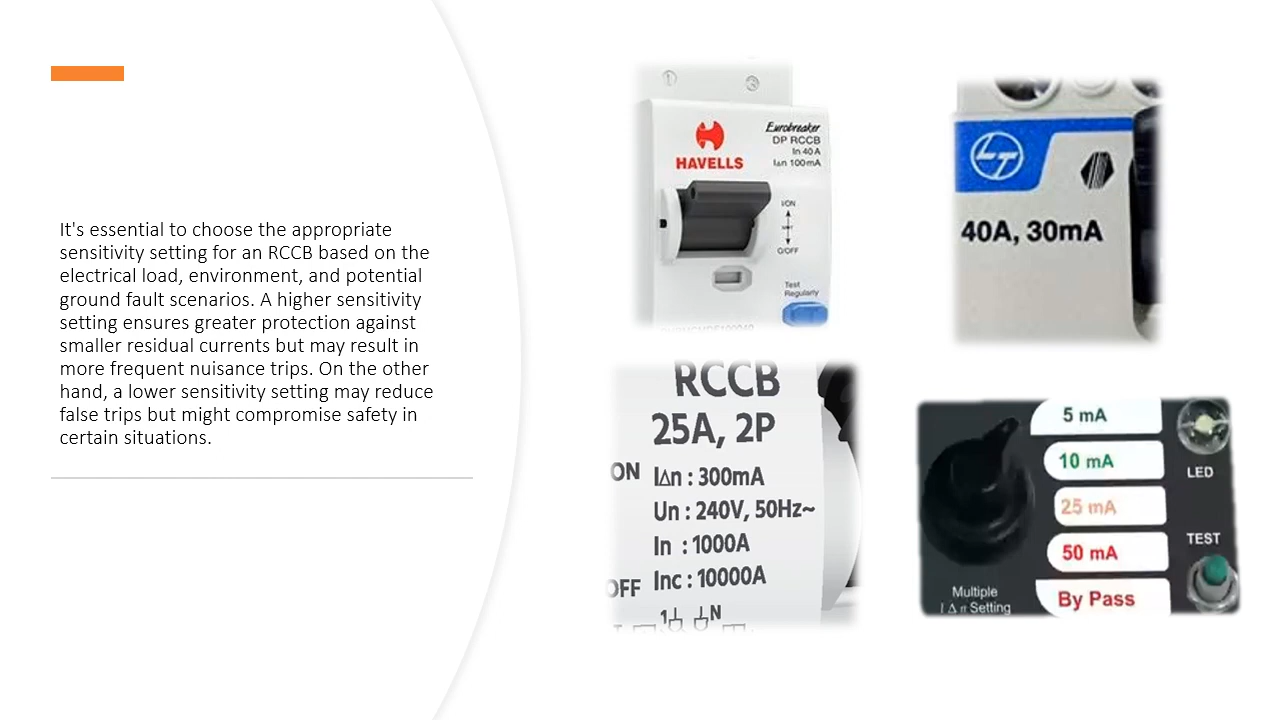 It's essential to choose the appropriate
sensitivity setting for an RCCB based on the
electrical load, environment, and potential
ground fault scenarios. A higher sensitivity
setting ensures greater protection against
smaller residual currents but may result in
more frequent nuisance trips. On the other
hand, a lower sensitivity setting may reduce
false trips but might compromise safety in
certain situations.
HAVELLS
Eurobreaker
DP RCCB
In 40 A
I∆n 100mA
I/ON
O/OFF
Test
Regularly
LT
40A, 30mA
RCCB
25A, 2P
ON
I∆n : 300mA
Un : 240V, 50Hz~
In : 1000A
OFF
Inc : 10000A
1 N
5 mA
10 mA
25 mA
50 mA
By Pass
LED
TEST
Multiple
I ∆ n Setting